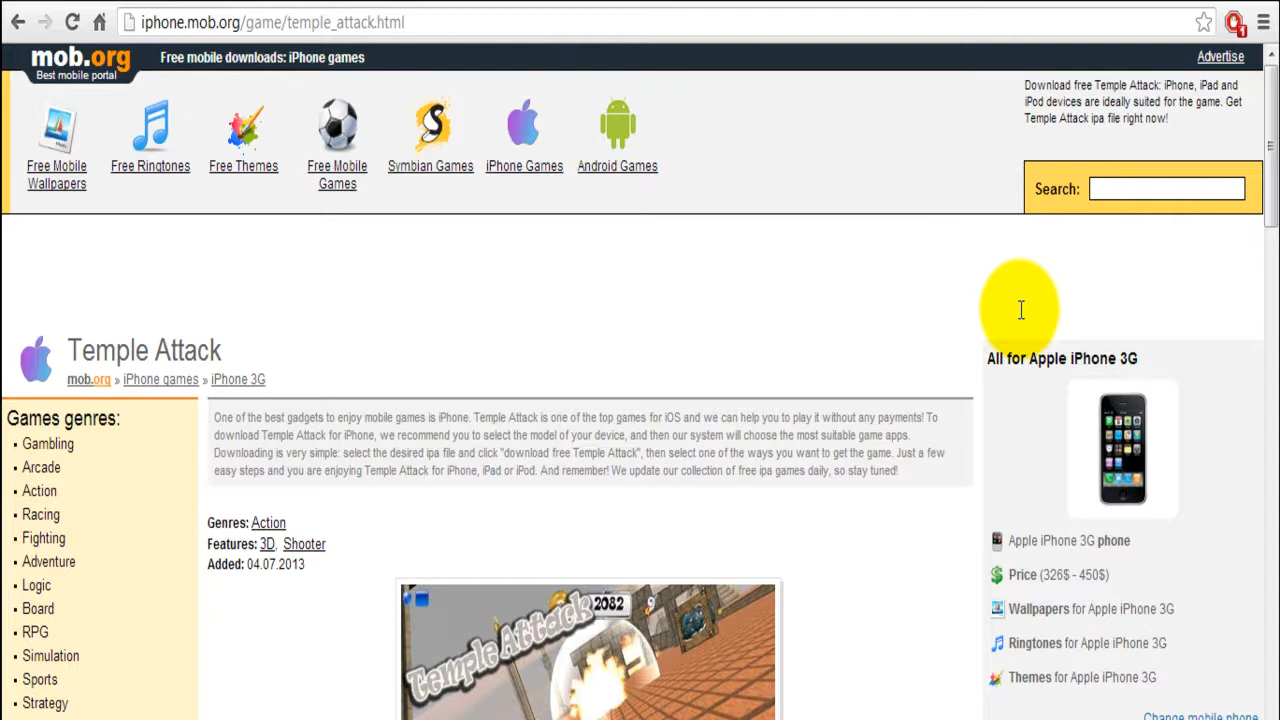 iphone.mob.org/game/temple_attack.html
1
mob.org
Best mobile portal
Free mobile downloads: iPhone games
Advertise
Free Mobile
Wallpapers
Free Ringtones
Free Themes
Free Mobile
Games
Symbian Games
iPhone Games
Android Games
Download free Temple Attack: iPhone, iPad and
iPod devices are ideally suited for the game. Get
Temple Attack ipa file right now!
Search:
Temple Attack
mob.org » iPhone games » iPhone 3G
Games genres:
Gambling
Arcade
Action
Racing
Fighting
Adventure
Logic
Board
RPG
Simulation
Sports
Strategy
One of the best gadgets to enjoy mobile games is iPhone. Temple Attack is one of the top games for iOS and we can help you to play it without any payments! To
download Temple Attack for iPhone, we recommend you to select the model of your device, and then our system will choose the most suitable game apps.
Downloading is very simple: select the desired ipa file and click "download free Temple Attack", then select one of the ways you want to get the game. Just a few
easy steps and you are enjoying Temple Attack for iPhone, iPad or iPod. And remember! We update our collection of free ipa games daily, so stay tuned!
Genres: Action
Features: 3D, Shooter
Added: 04.07.2013
Temple Attack
2082
9
All for Apple iPhone 3G
Apple iPhone 3G phone
Price (326$ - 450$)
Wallpapers for Apple iPhone 3G
Ringtones for Apple iPhone 3G
Themes for Apple iPhone 3G
Change mobile phone